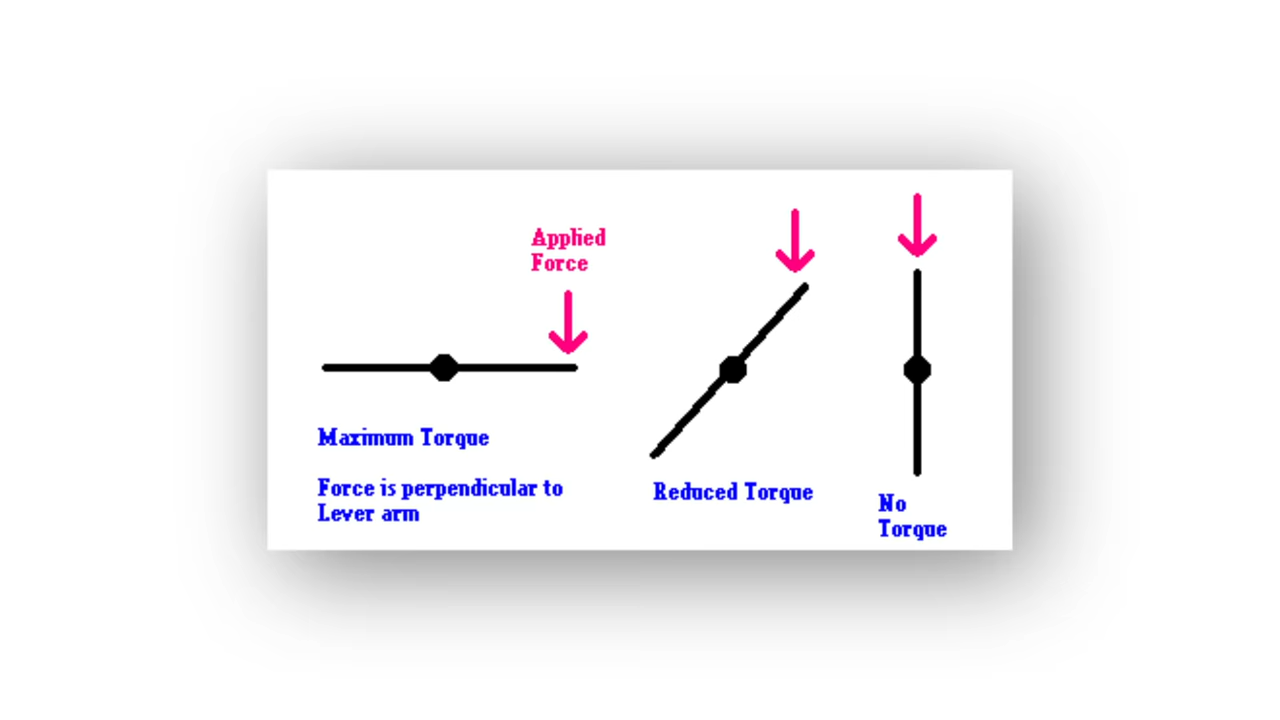 Applied
Force
Maximum Torque
Force is perpendicular to
Lever arm
Reduced Torque
No
Torque